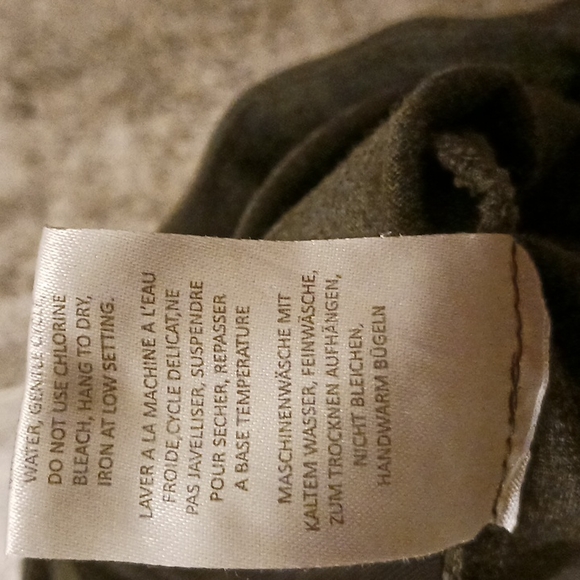 WATER, GENTLE
DO NOT USE CHLORINE
BLEACH, HANG TO DRY,
IRON AT LOW SETTING.
LAVER A LA MACHINE A L'EAU
FROIDE,CYCLE DELICAT,NE
PAS JAVELLISER, SUSPENDRE
POUR SECHER, REPASSER
A BASE TEMPERATURE
MASCHINENWÄSCHE MIT
KALTEM WASSER, FEINWÄSCHE,
ZUM TROCKNEN AUFHÄNGEN,
NICHT BLEICHEN,
HANDWARM BÜGELN